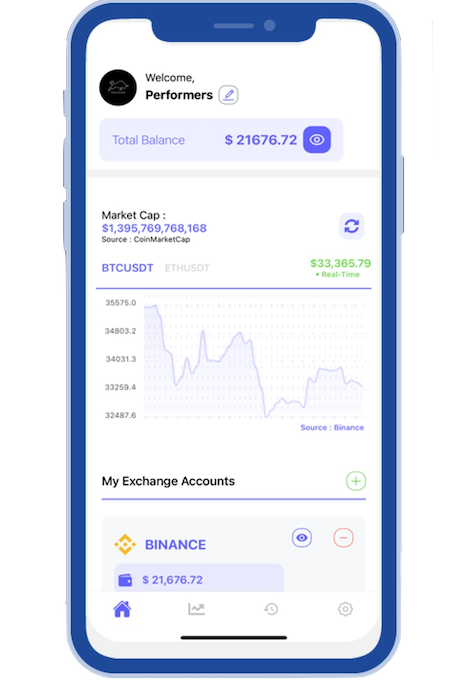 Welcome,
Performers
Total Balance $ 21676.72
Market Cap :
$1,395,769,768,168
Source : CoinMarketCap
BTCUSDT ETHUSDT $33,365.79
• Real-Time
35575.0
34803.2
34031.3
33259.4
32487.6
Source : Binance
My Exchange Accounts
BINANCE
$ 21,676.72